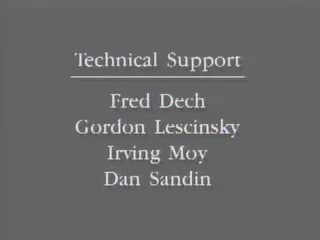 Technical Support
Fred Dech
Gordon Lescinsky
Irving Moy
Dan Sandin